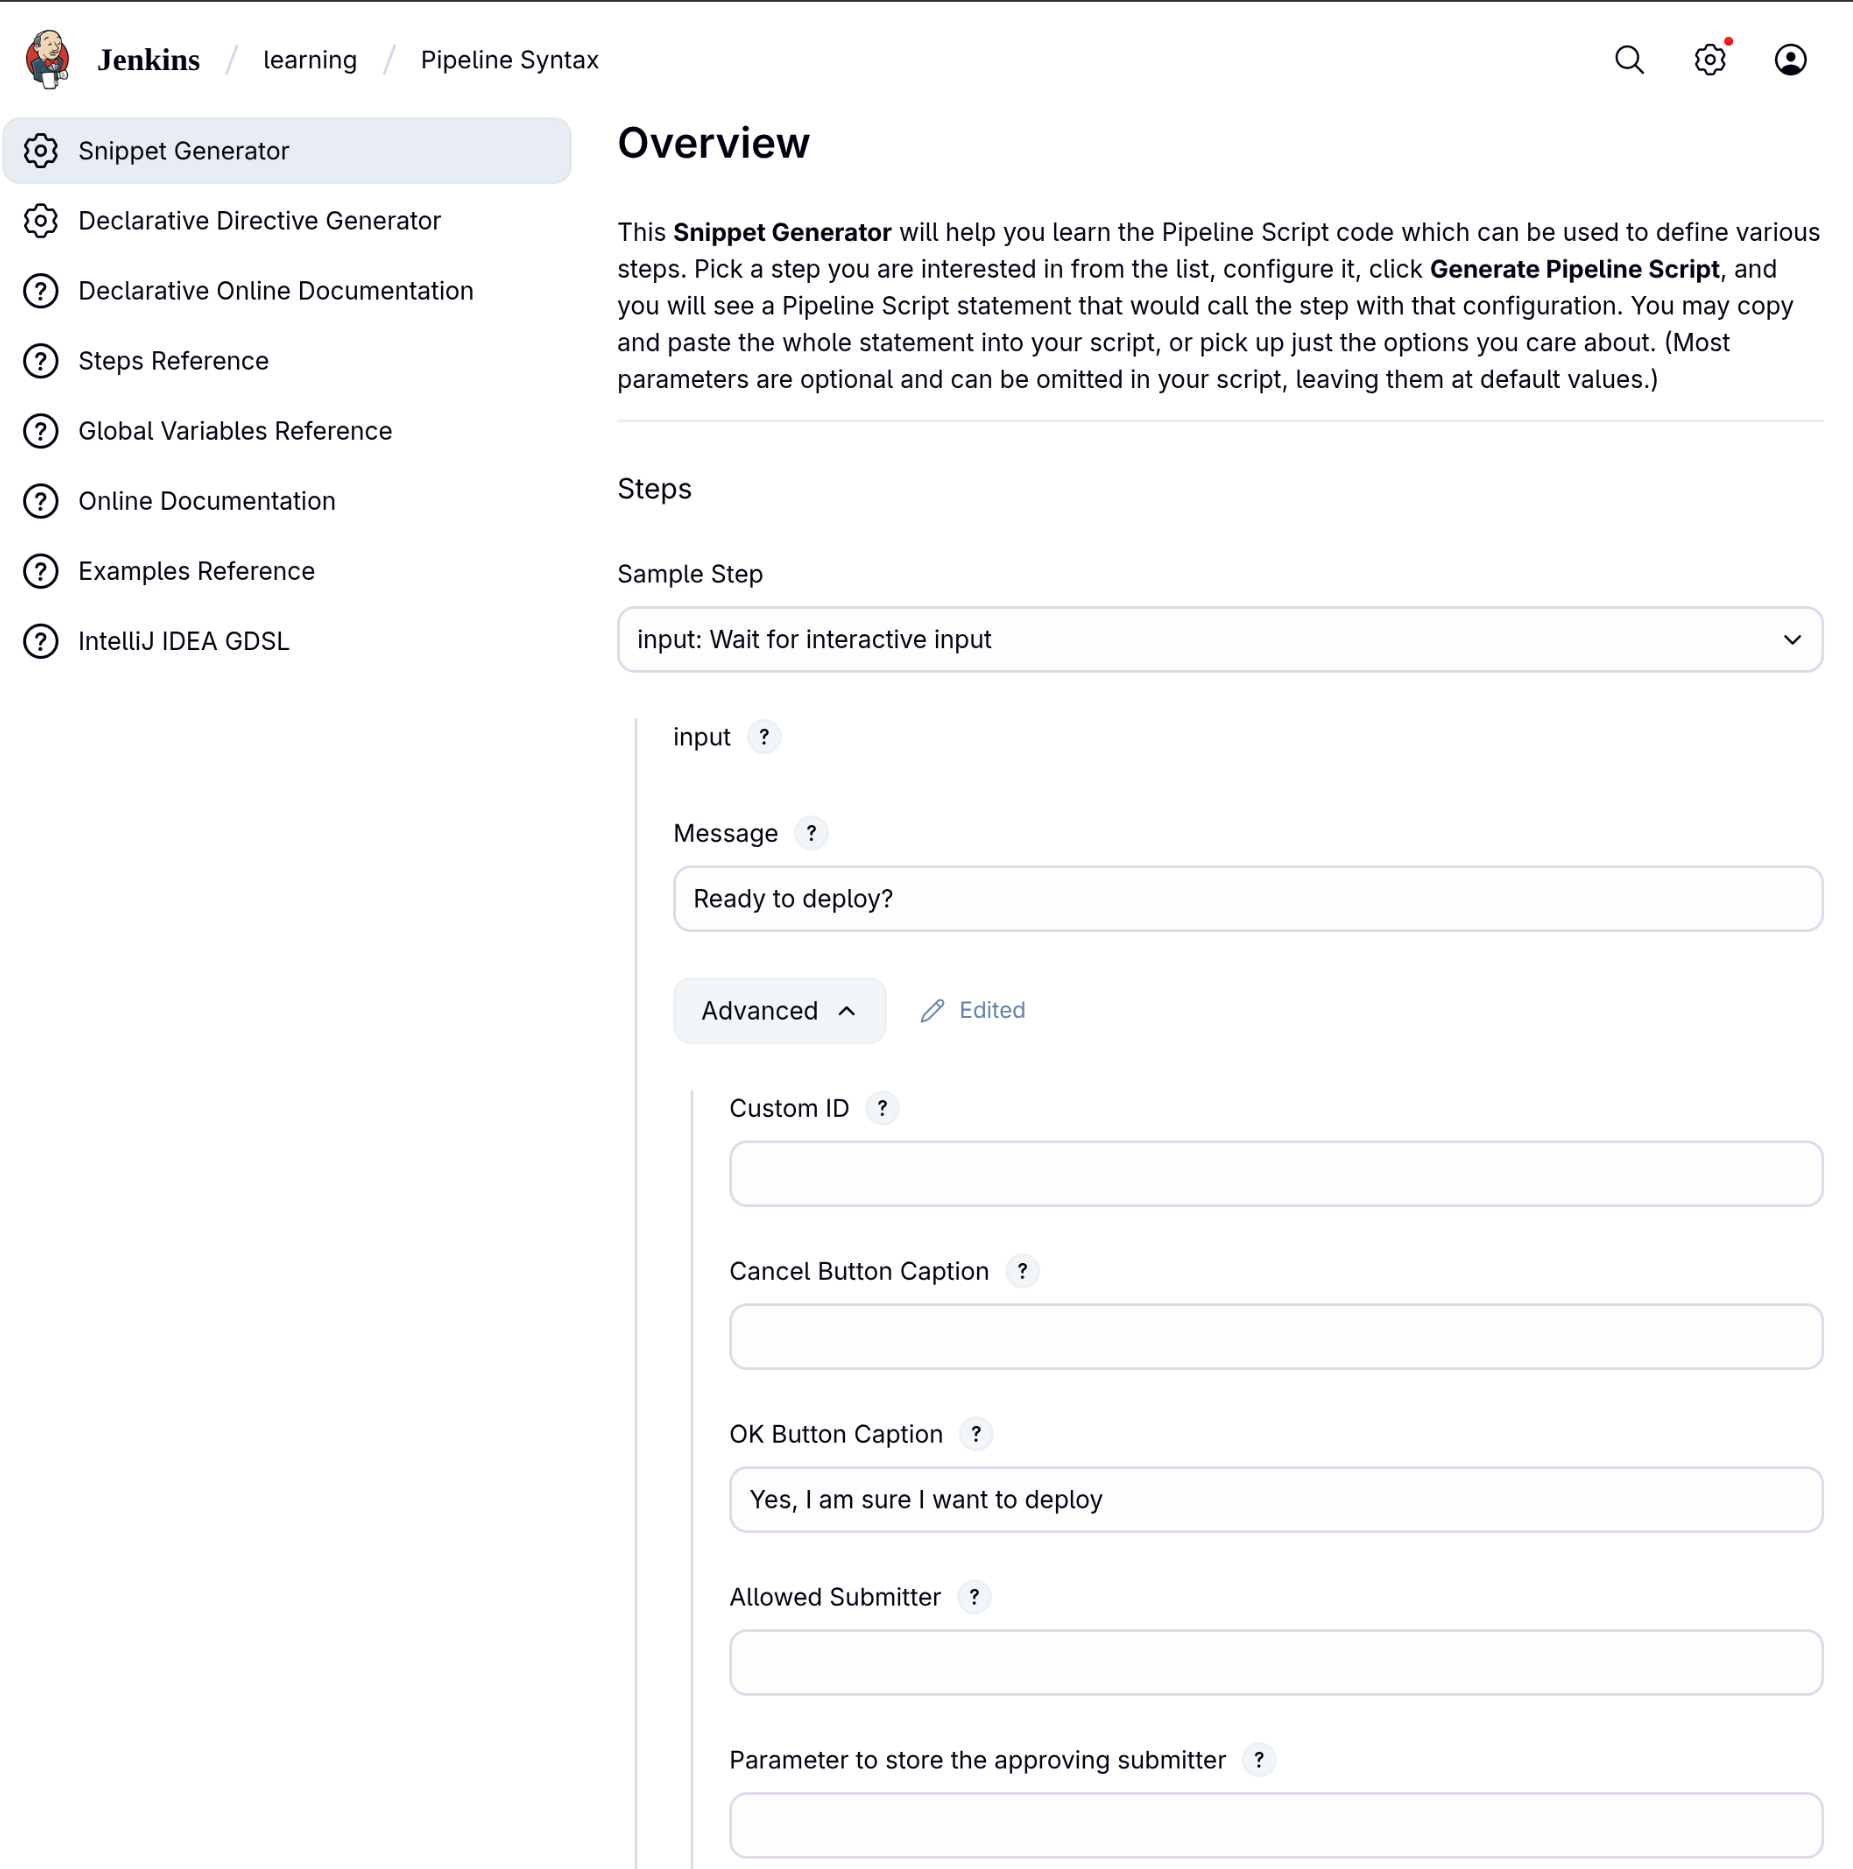 Jenkins / learning / Pipeline Syntax
Snippet Generator
Declarative Directive Generator
Declarative Online Documentation
Steps Reference
Global Variables Reference
Online Documentation
Examples Reference
IntelliJ IDEA GDSL
Overview
This Snippet Generator will help you learn the Pipeline Script code which can be used to define various
steps. Pick a step you are interested in from the list, configure it, click Generate Pipeline Script, and
you will see a Pipeline Script statement that would call the step with that configuration. You may copy
and paste the whole statement into your script, or pick up just the options you care about. (Most
parameters are optional and can be omitted in your script, leaving them at default values.)
Steps
Sample Step
input: Wait for interactive input
input ?
Message ?
Ready to deploy?
Advanced Edited
Custom ID ?
Cancel Button Caption ?
OK Button Caption ?
Yes, I am sure I want to deploy
Allowed Submitter ?
Parameter to store the approving submitter ?